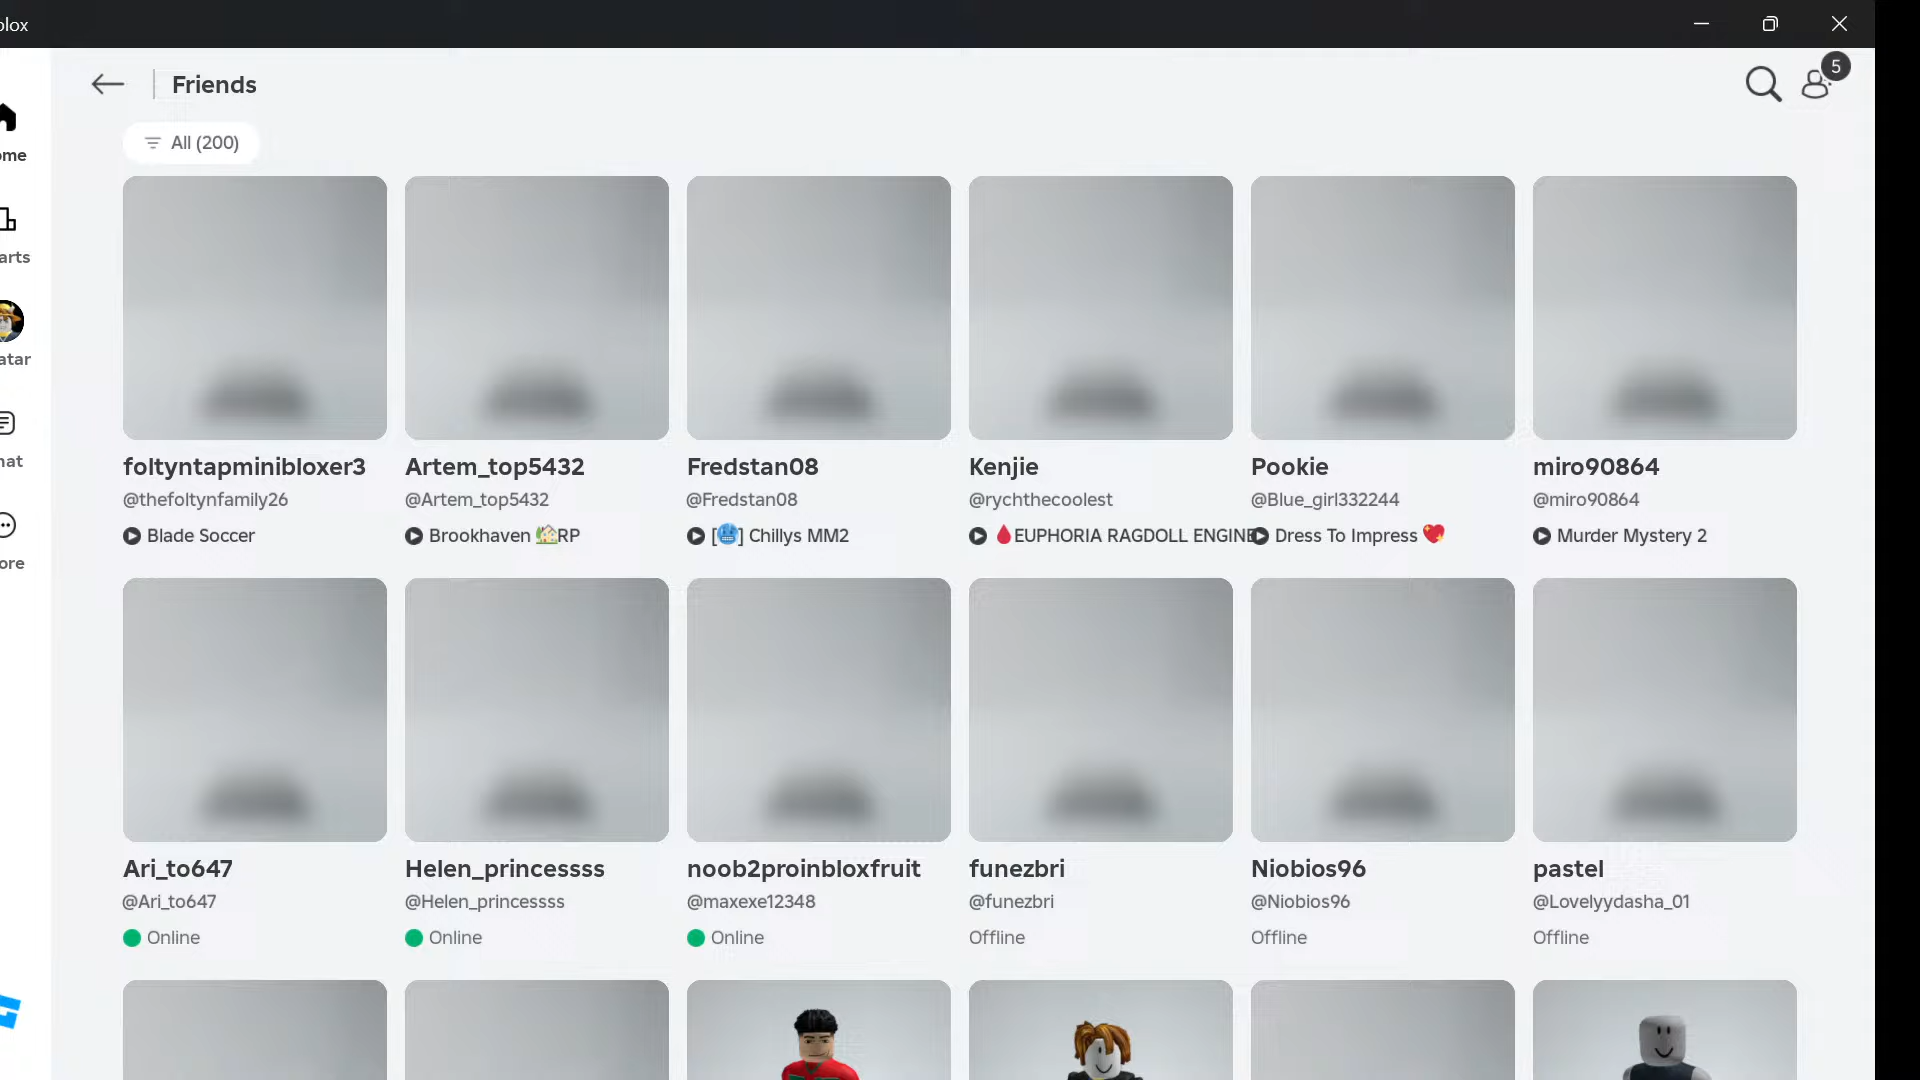 blox
Friends
5
All (200)
ome
arts
atar
hat
ore
foltyntapminibloxer3
@thefoltynfamily26
Blade Soccer
Artem_top5432
@Artem_top5432
Brookhaven 🏡RP
Fredstan08
@Fredstan08
[🥶] Chillys MM2
Kenjie
@rychthecoolest
🩸EUPHORIA RAGDOLL ENGINE
Pookie
@Blue_girl332244
Dress To Impress 💖
miro90864
@miro90864
Murder Mystery 2
Ari_to647
@Ari_to647
Online
Helen_princessss
@Helen_princessss
Online
noob2proinbloxfruit
@maxexe12348
Online
funezbri
@funezbri
Offline
Niobios96
@Niobios96
Offline
pastel
@Lovelyydasha_01
Offline